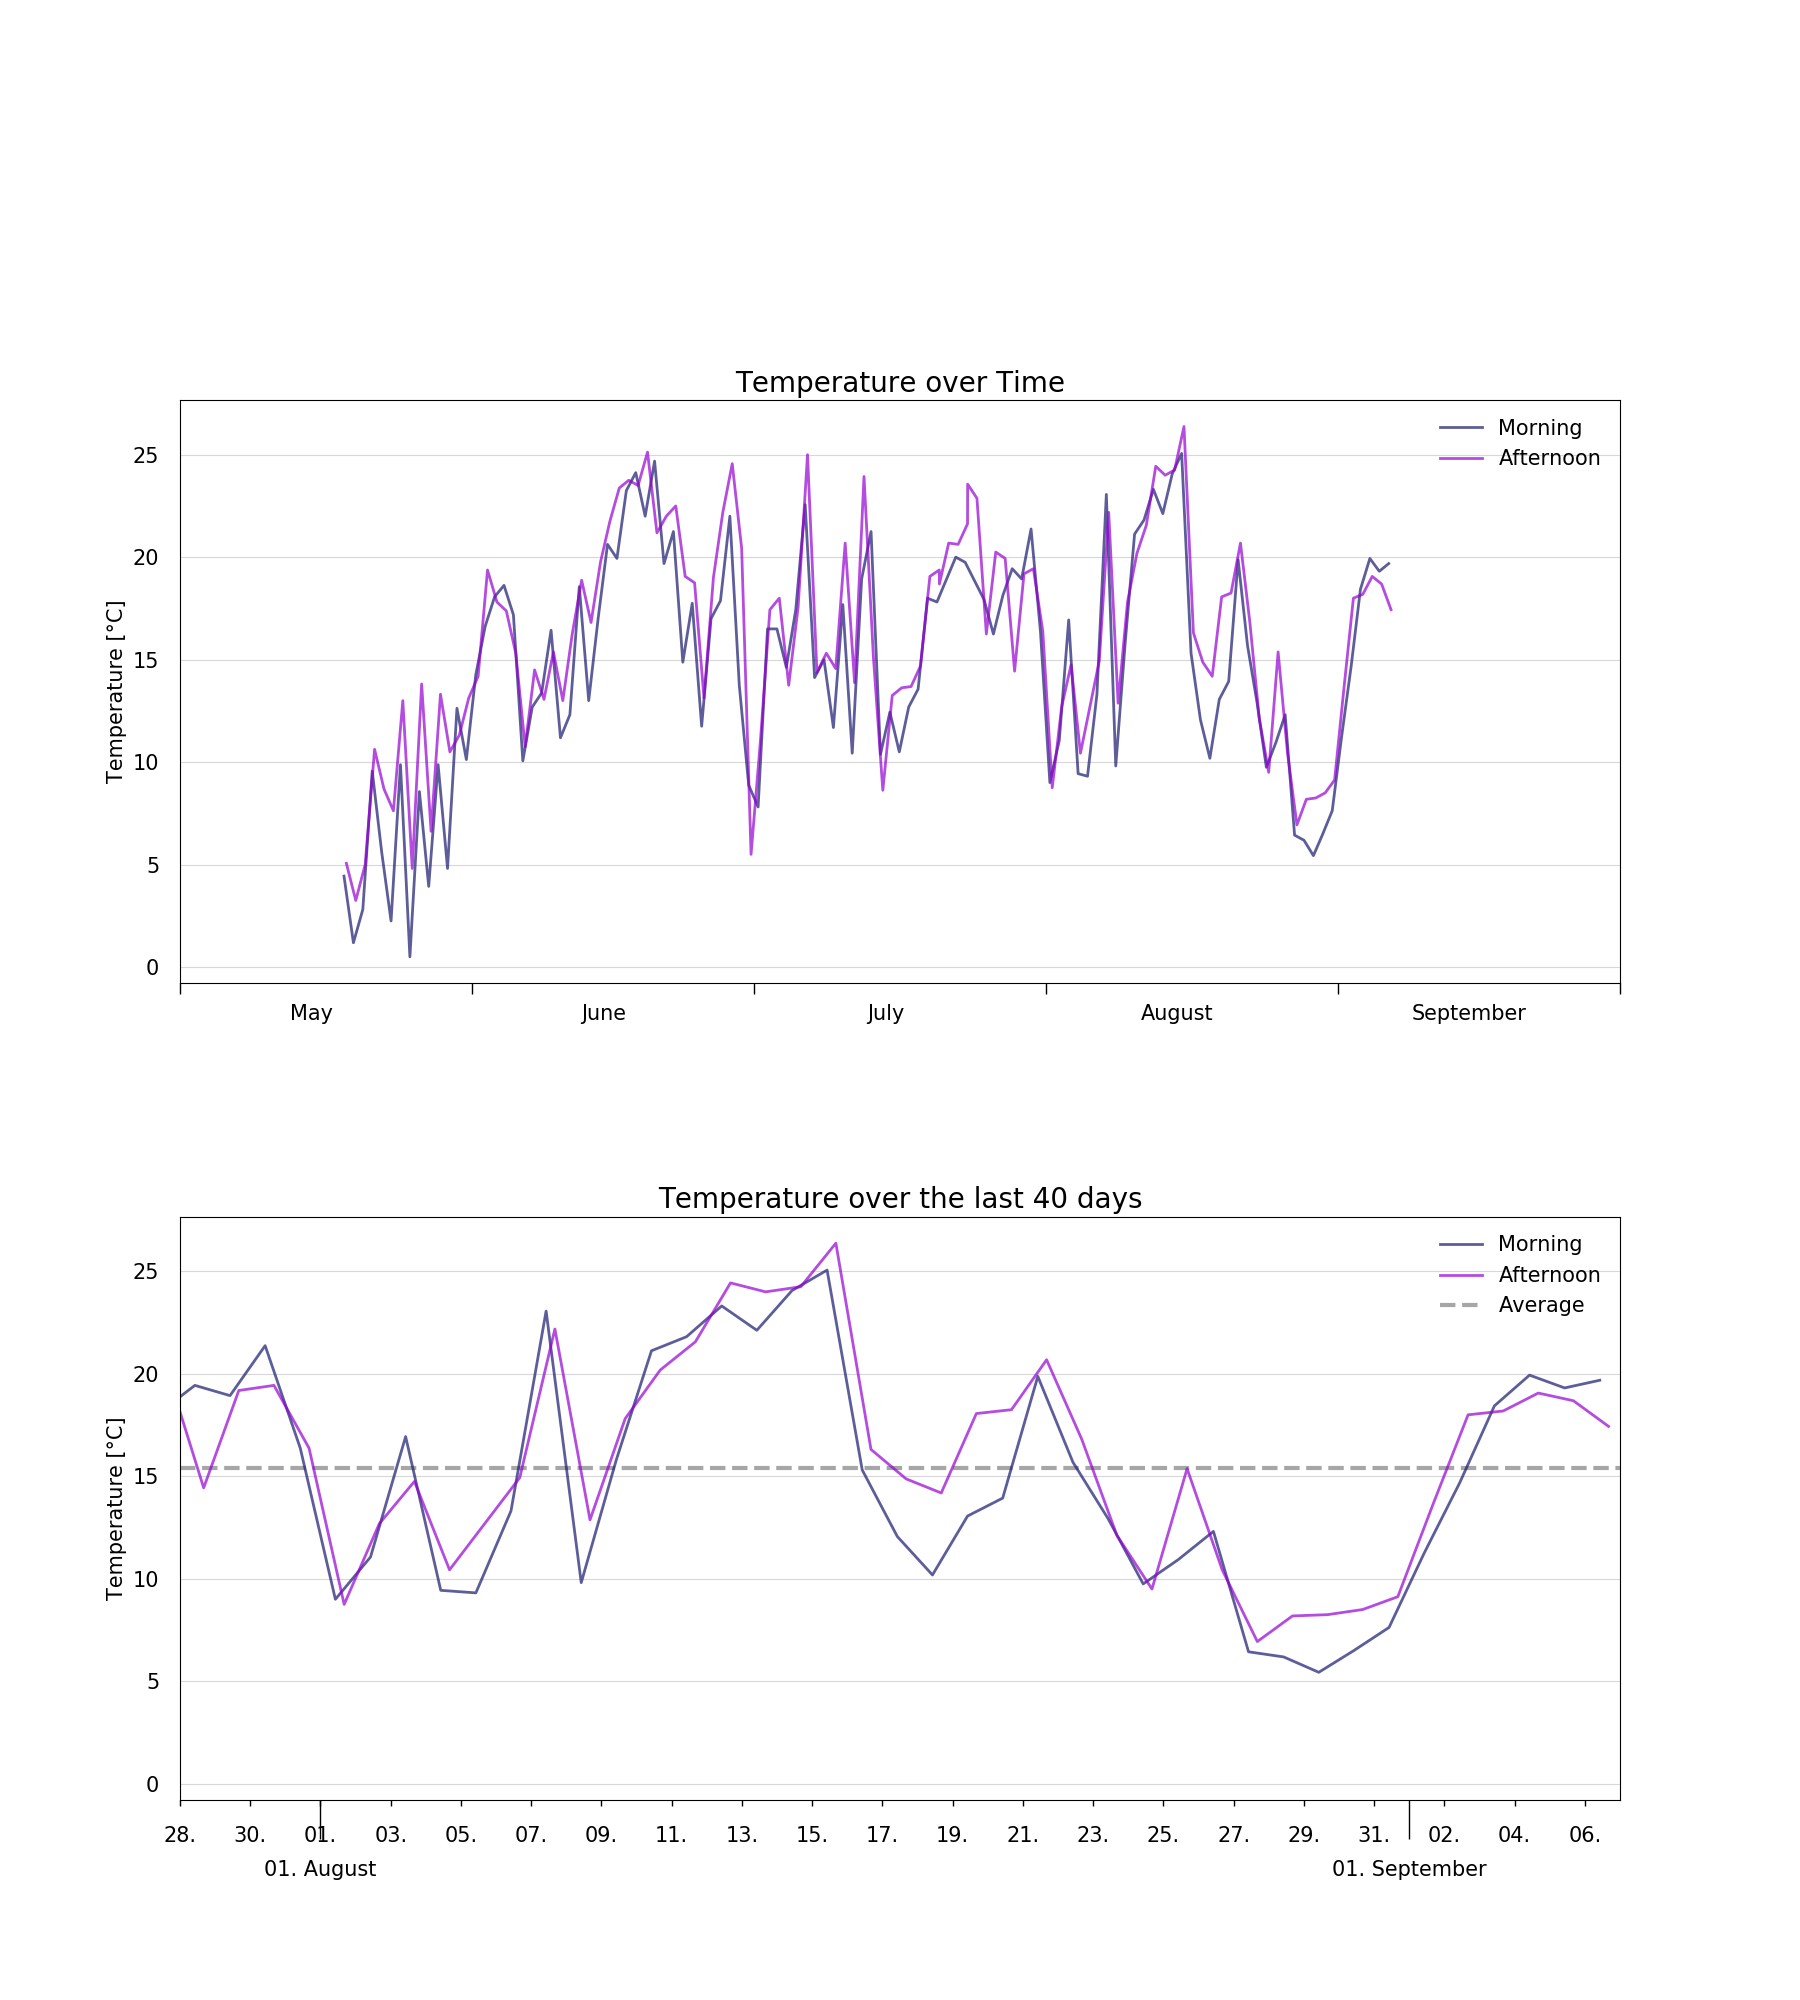 Temperature over Time
Morning
Afternoon
25
20
15
10
5
0
Temperature [°C]
May June July August September
Temperature over the last 40 days
Morning
Afternoon
Average
25
20
15
10
5
0
Temperature [°C]
28. 30. 01. 03. 05. 07. 09. 11. 13. 15. 17. 19. 21. 23. 25. 27. 29. 31. 02. 04. 06.
01. August 01. September